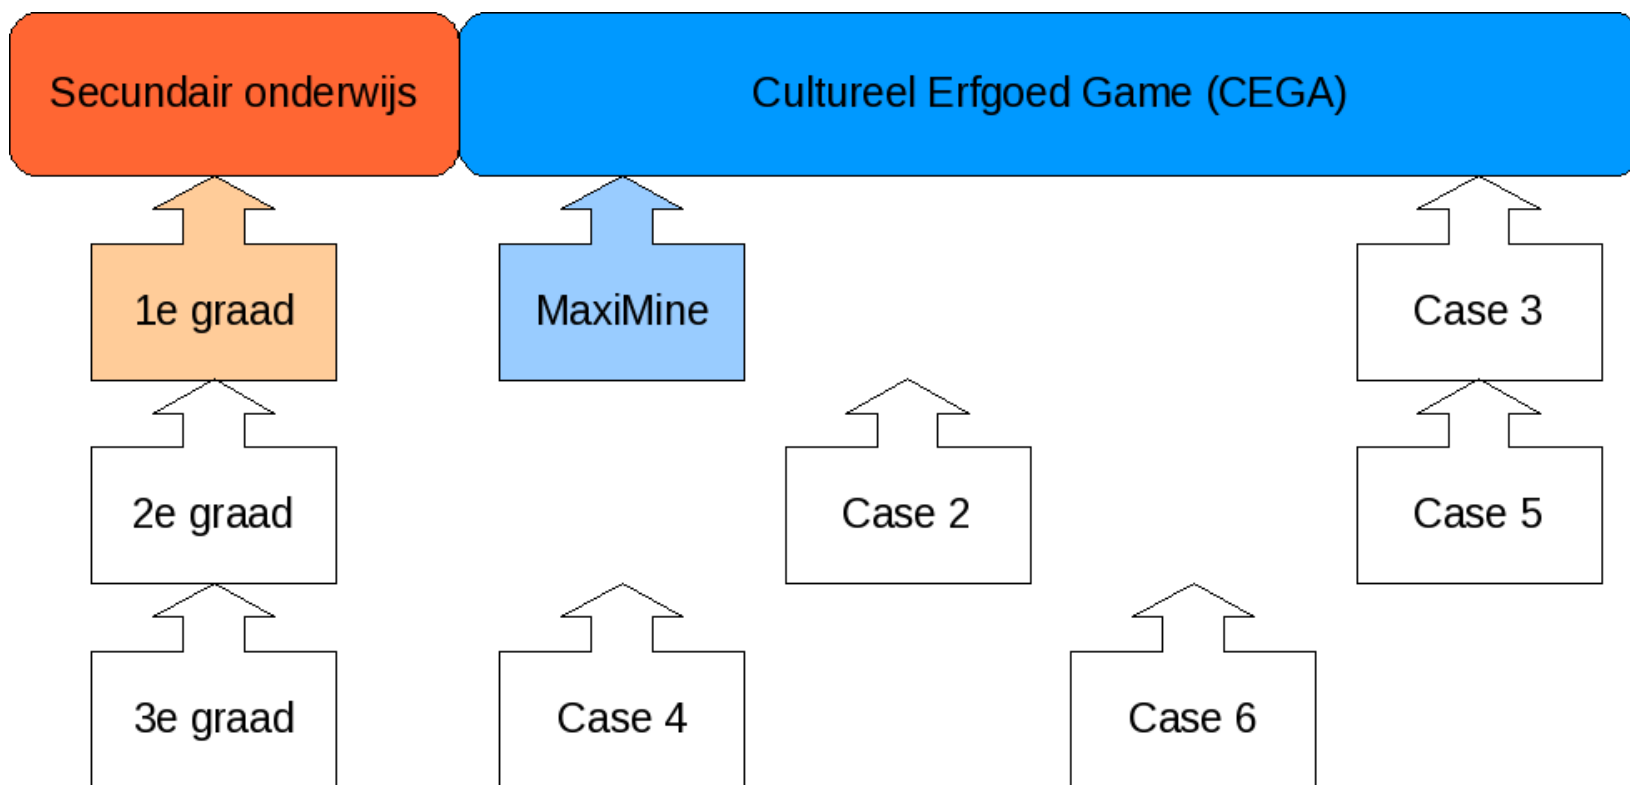 Secundair onderwijs
Cultureel Erfgoed Game (CEGA)
1e graad
MaxiMine
Case 3
2e graad
Case 2
Case 5
3e graad
Case 4
Case 6